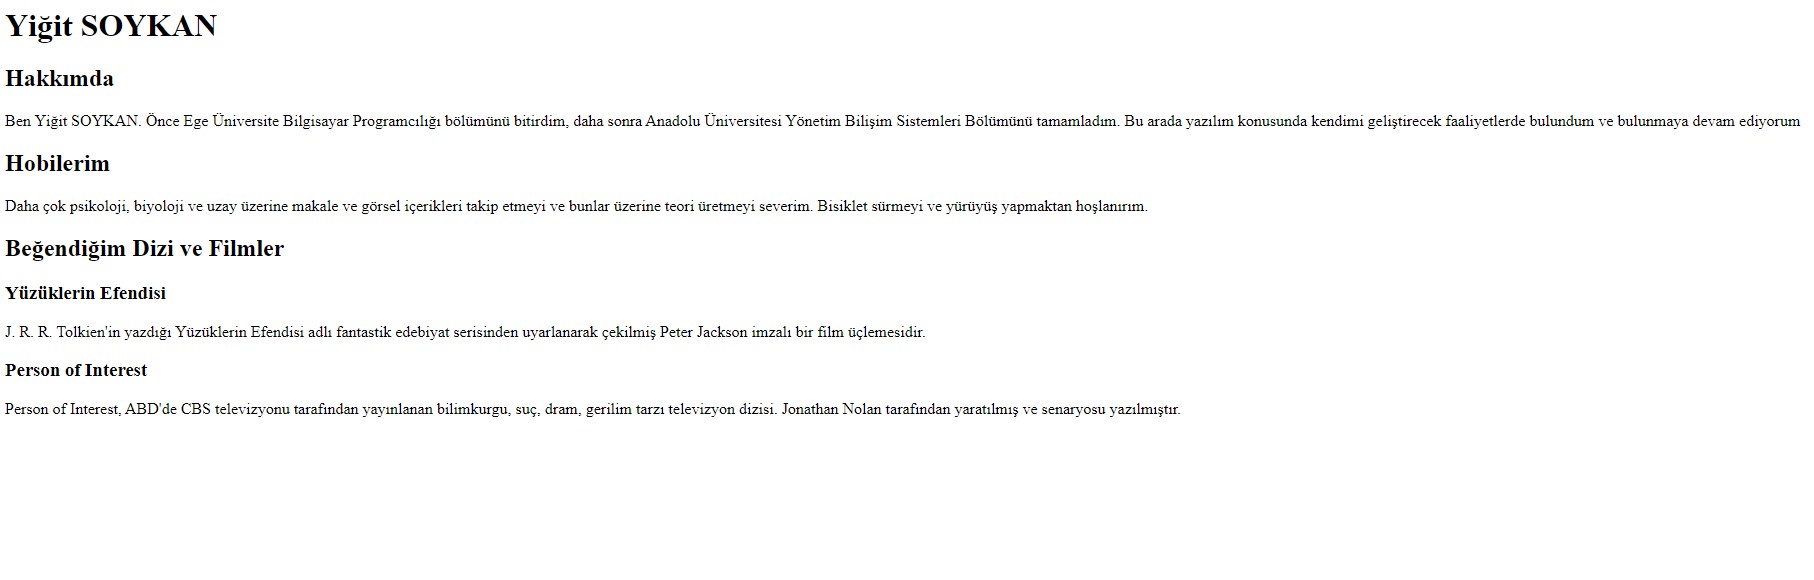 Yiğit SOYKAN
Hakkımda
Ben Yiğit SOYKAN. Önce Ege Üniversite Bilgisayar Programcılığı bölümünü bitirdim, daha sonra Anadolu Üniversitesi Yönetim Bilişim Sistemleri Bölümünü tamamladım. Bu arada yazılım konusunda kendimi geliştirecek faaliyetlerde bulundum ve bulunmaya devam ediyorum
Hobilerim
Daha çok psikoloji, biyoloji ve uzay üzerine makale ve görsel içerikleri takip etmeyi ve bunlar üzerine teori üretmeyi severim. Bisiklet sürmeyi ve yürüyüş yapmaktan hoşlanırım.
Beğendiğim Dizi ve Filmler
Yüzüklerin Efendisi
J. R. R. Tolkien'in yazdığı Yüzüklerin Efendisi adlı fantastik edebiyat serisinden uyarlanarak çekilmiş Peter Jackson imzalı bir film üçlemesidir.
Person of Interest
Person of Interest, ABD'de CBS televizyonu tarafından yayınlanan bilimkurgu, suç, dram, gerilim tarzı televizyon dizisi. Jonathan Nolan tarafından yaratılmış ve senaryosu yazılmıştır.